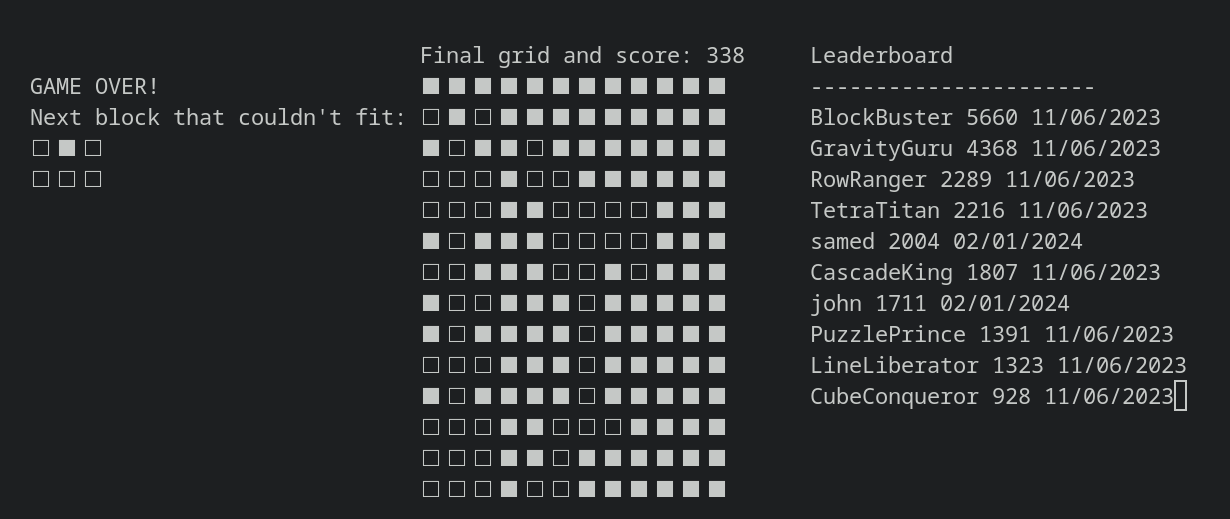 Final grid and score: 338
GAME OVER!
Next block that couldn't fit:
Leaderboard
----------------------
BlockBuster 5660 11/06/2023
GravityGuru 4368 11/06/2023
RowRanger 2289 11/06/2023
TetraTitan 2216 11/06/2023
samed 2004 02/01/2024
CascadeKing 1807 11/06/2023
john 1711 02/01/2024
PuzzlePrince 1391 11/06/2023
LineLiberator 1323 11/06/2023
CubeConqueror 928 11/06/2023